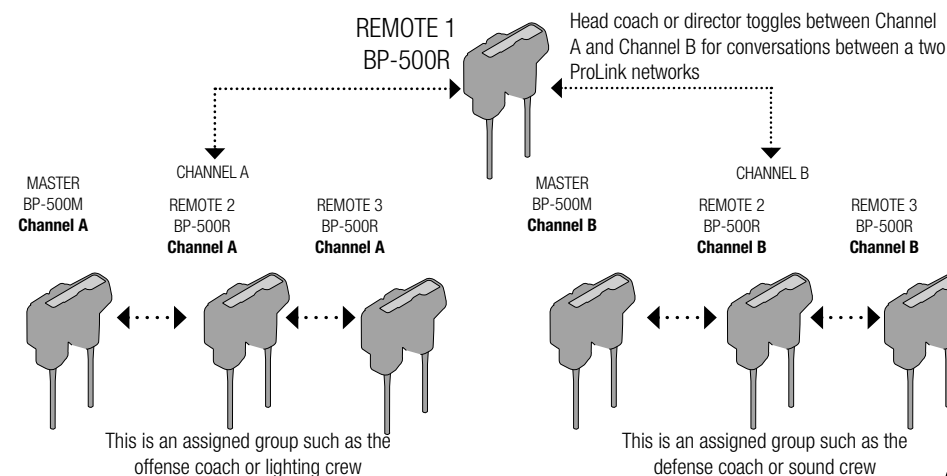 REMOTE 1
BP-500R
Head coach or director toggles between Channel
A and Channel B for conversations between a two
ProLink networks
CHANNEL A
MASTER
BP-500M
Channel A
REMOTE 2
BP-500R
Channel A
REMOTE 3
BP-500R
Channel A
This is an assigned group such as the
offense coach or lighting crew
CHANNEL B
MASTER
BP-500M
Channel B
REMOTE 2
BP-500R
Channel B
REMOTE 3
BP-500R
Channel B
This is an assigned group such as the
defense coach or sound crew